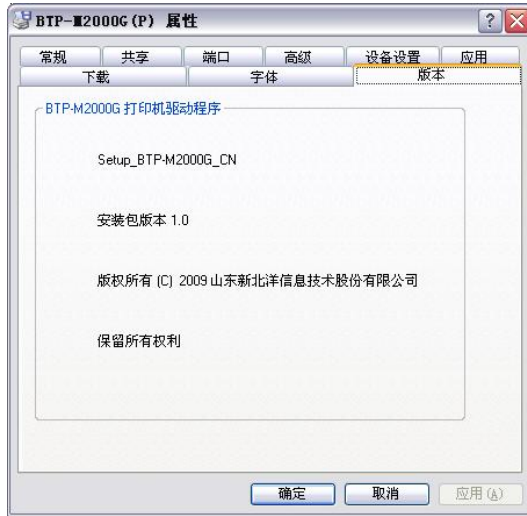 BTP-M2000G(P) 属性
常规 共享 端口 高级 设备设置 应用
下载 字体 版本
BTP-M2000G 打印机驱动程序
Setup_BTP-M2000G_CN
安装包版本 1.0
版权所有 (C) 2009 山东新北洋信息技术股份有限公司
保留所有权利
确定 取消 应用(A)